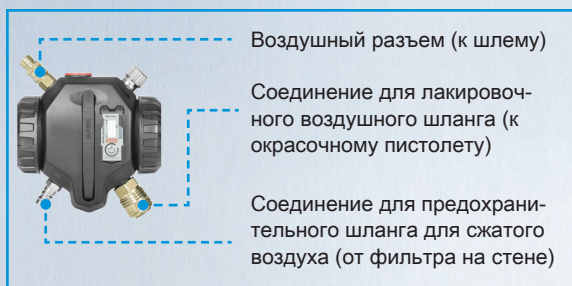 Воздушный разъем (к шлему)
Соединение для лакировоч-
ного воздушного шланга (к
окрасочному пистолету)
Соединение для предохрани-
тельного шланга для сжатого
воздуха (от фильтра на стене)